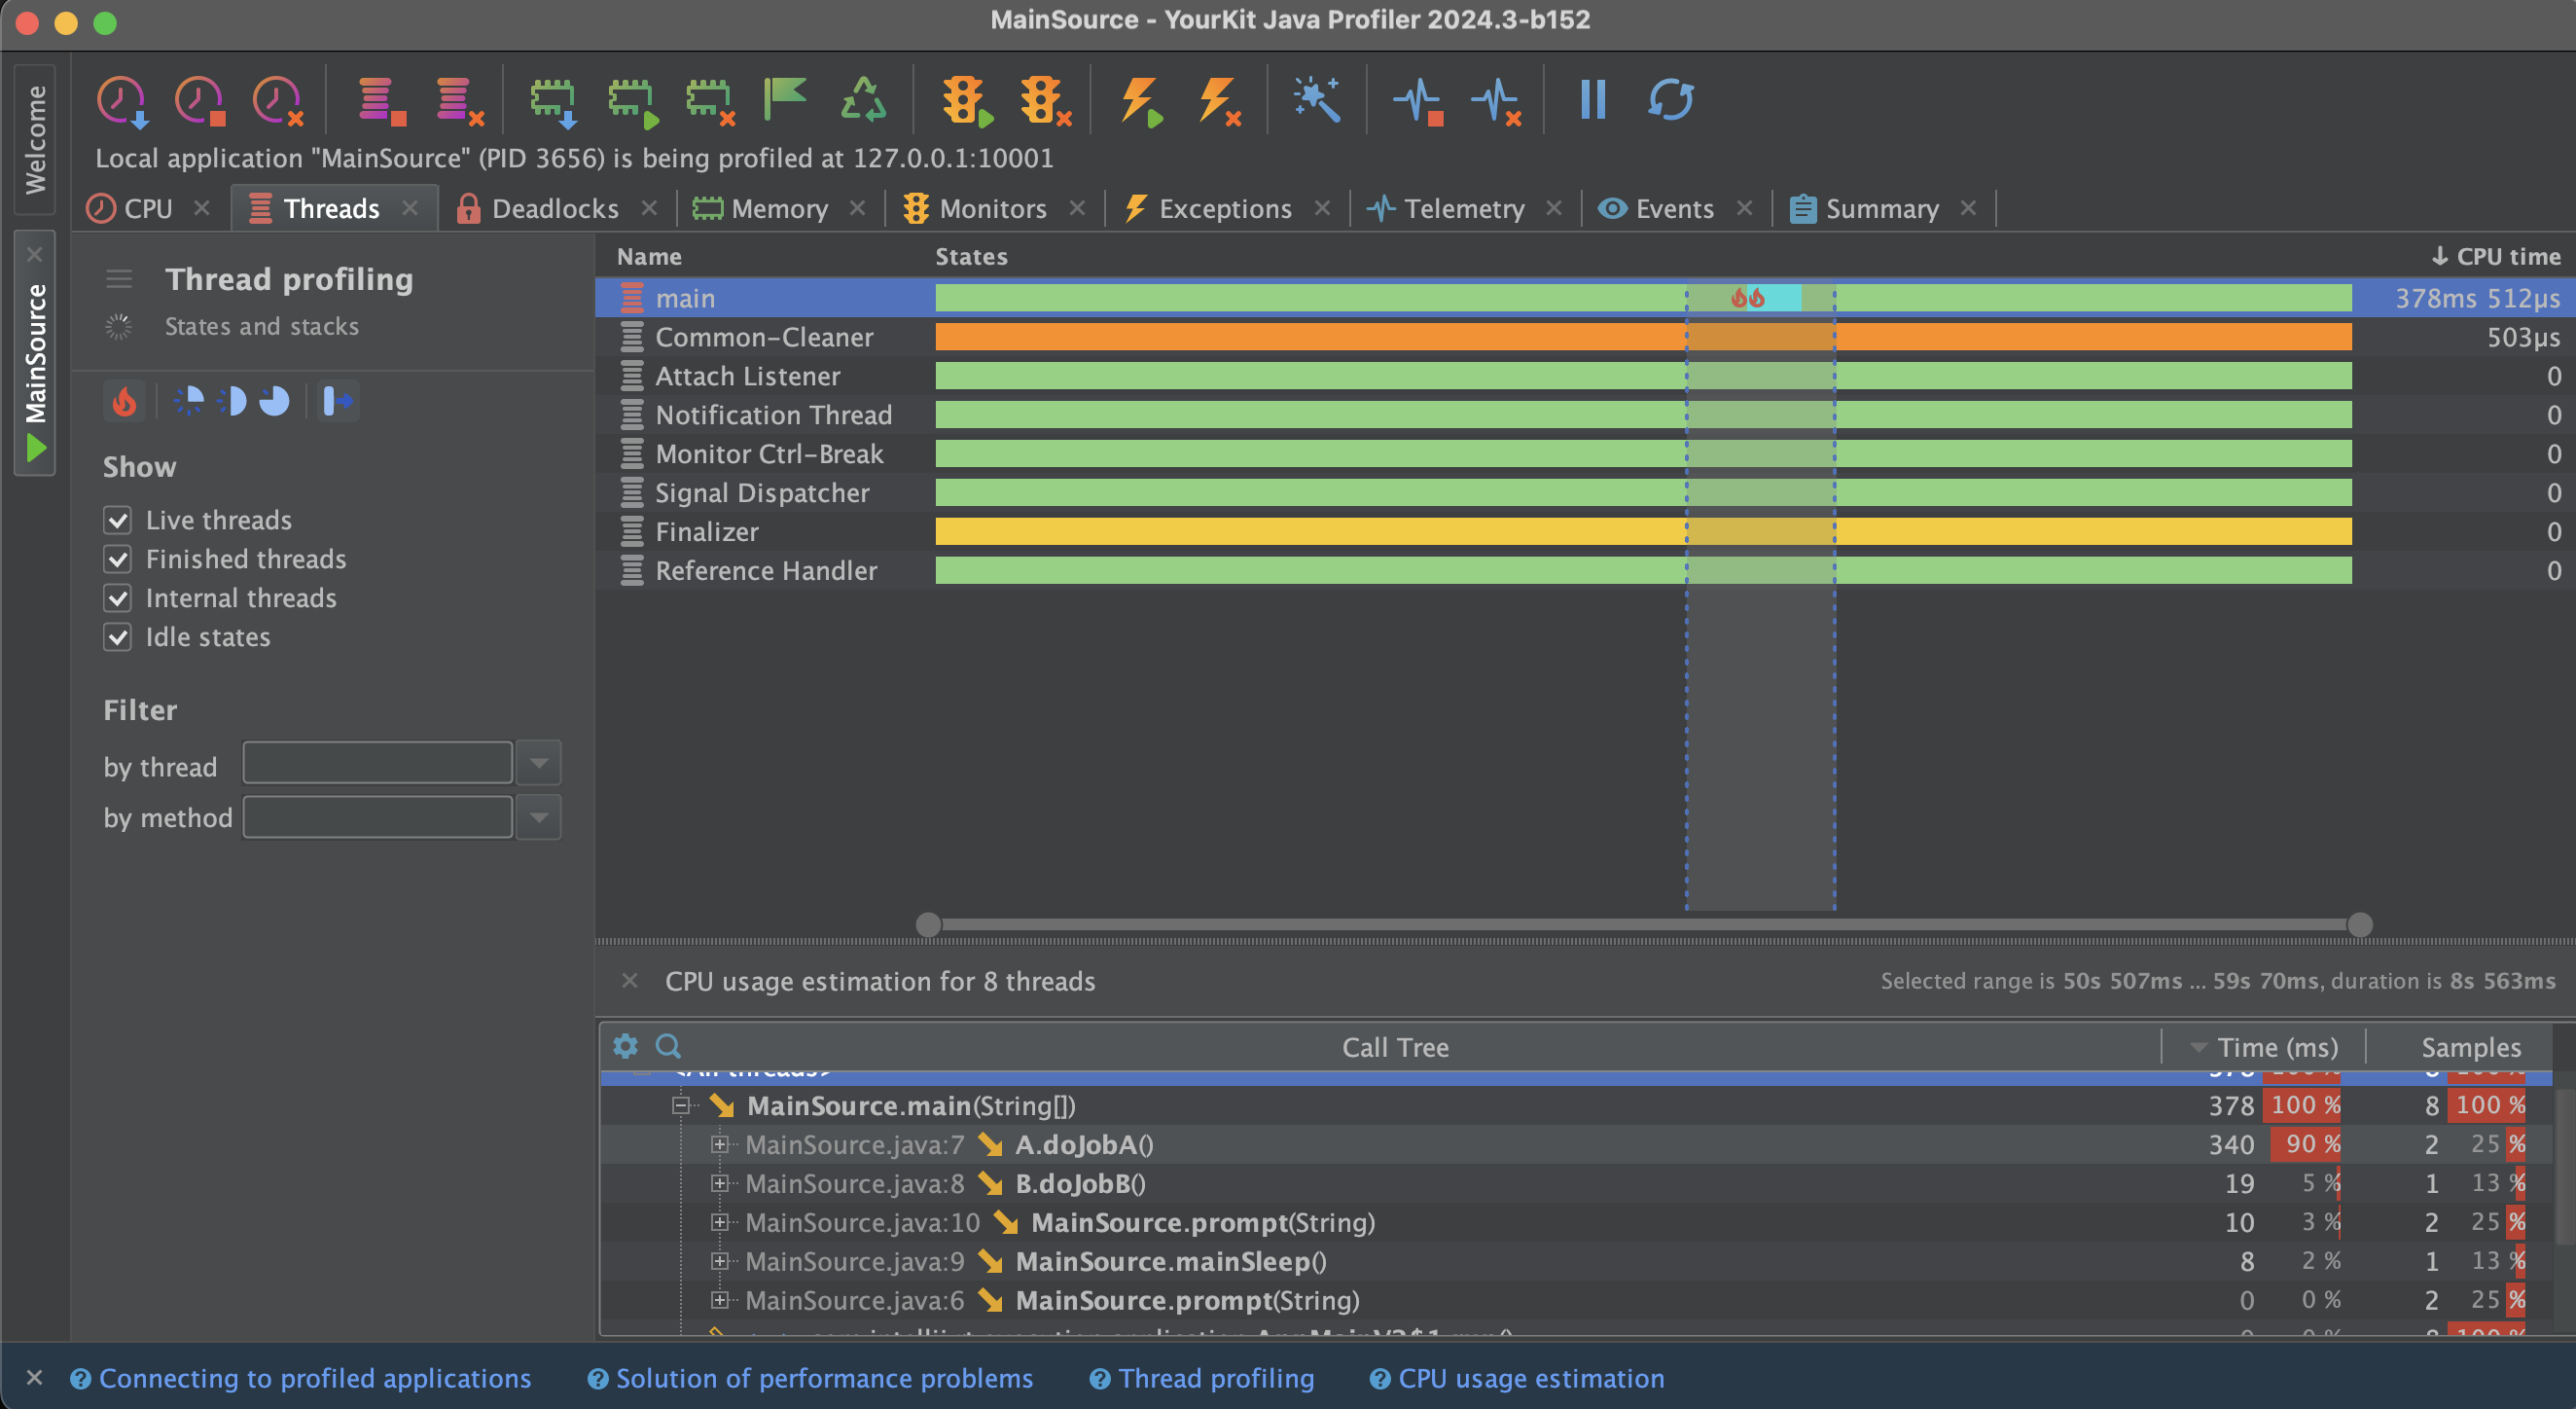 MainSource - YourKit Java Profiler 2024.3-b152
Welcome
MainSource
Local application "MainSource" (PID 3656) is being profiled at 127.0.0.1:10001
CPU Threads Deadlocks Memory Monitors Exceptions Telemetry Events Summary
Thread profiling
States and stacks
Show
Live threads
Finished threads
Internal threads
Idle states
Filter
by thread
by method
Name States CPU time
main 378ms 512µs
Common-Cleaner 503µs
Attach Listener 0
Notification Thread 0
Monitor Ctrl-Break 0
Signal Dispatcher 0
Finalizer 0
Reference Handler 0
CPU usage estimation for 8 threads Selected range is 50s 507ms ... 59s 70ms, duration is 8s 563ms
Call Tree Time (ms) Samples
<All threads> 378 100 % 8 100 %
MainSource.main(String[]) 378 100 % 8 100 %
MainSource.java:7 A.doJobA() 340 90 % 2 25 %
MainSource.java:8 B.doJobB() 19 5 % 1 13 %
MainSource.java:10 MainSource.prompt(String) 10 3 % 2 25 %
MainSource.java:9 MainSource.mainSleep() 8 2 % 1 13 %
MainSource.java:6 MainSource.prompt(String) 0 0 % 2 25 %
0 0 % 8 100 %
Connecting to profiled applications Solution of performance problems Thread profiling CPU usage estimation